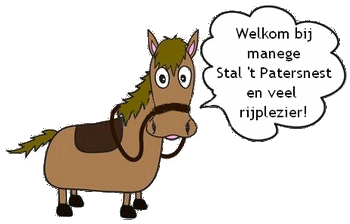 Welkom bij
manege
Stal 't Patersnest
en veel
rijplezier!